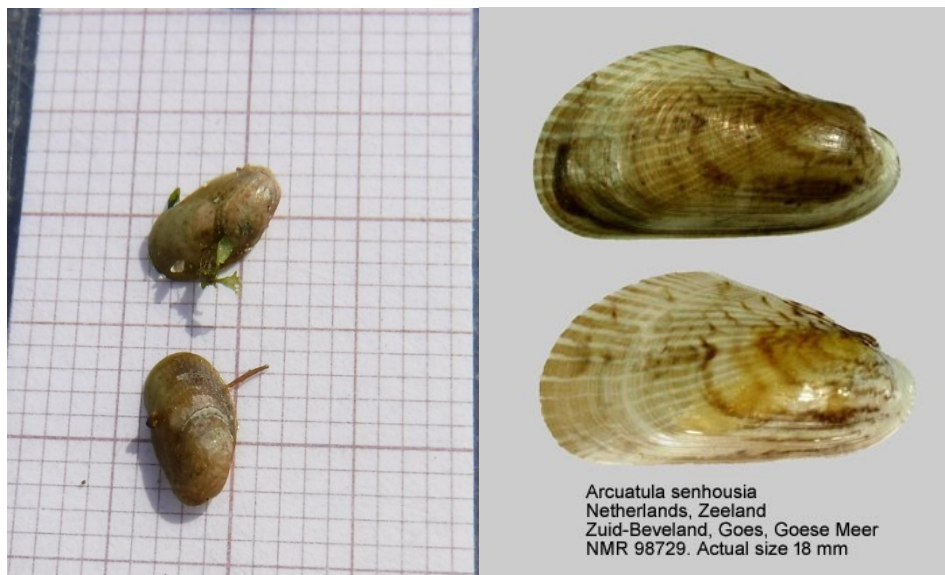 Arcuatula senhousia
Netherlands, Zeeland
Zuid-Beveland, Goes, Goese Meer
NMR 98729. Actual size 18 mm